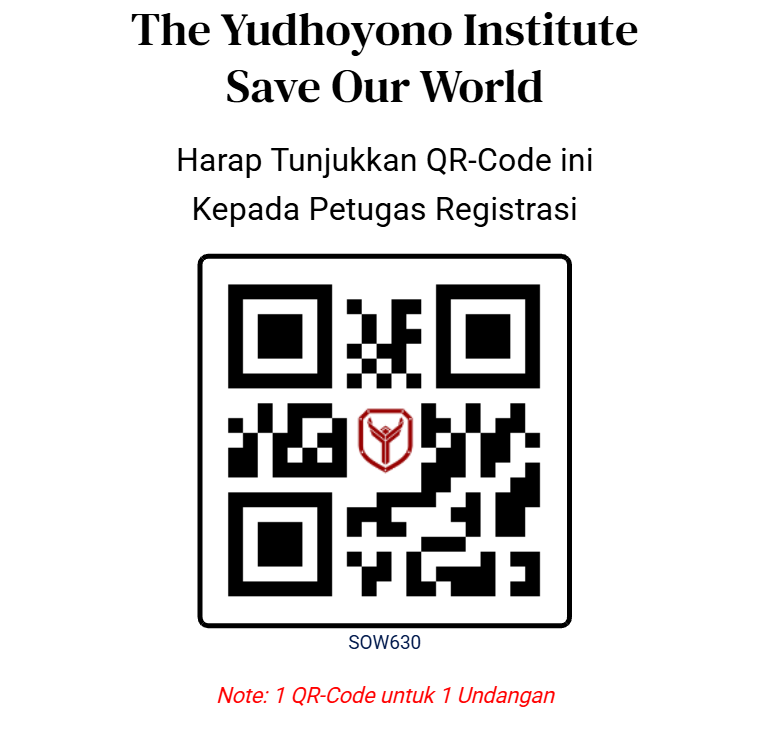 The Yudhoyono Institute
Save Our World
Harap Tunjukkan QR-Code ini
Kepada Petugas Registrasi
SOW630
Note: 1 QR-Code untuk 1 Undangan